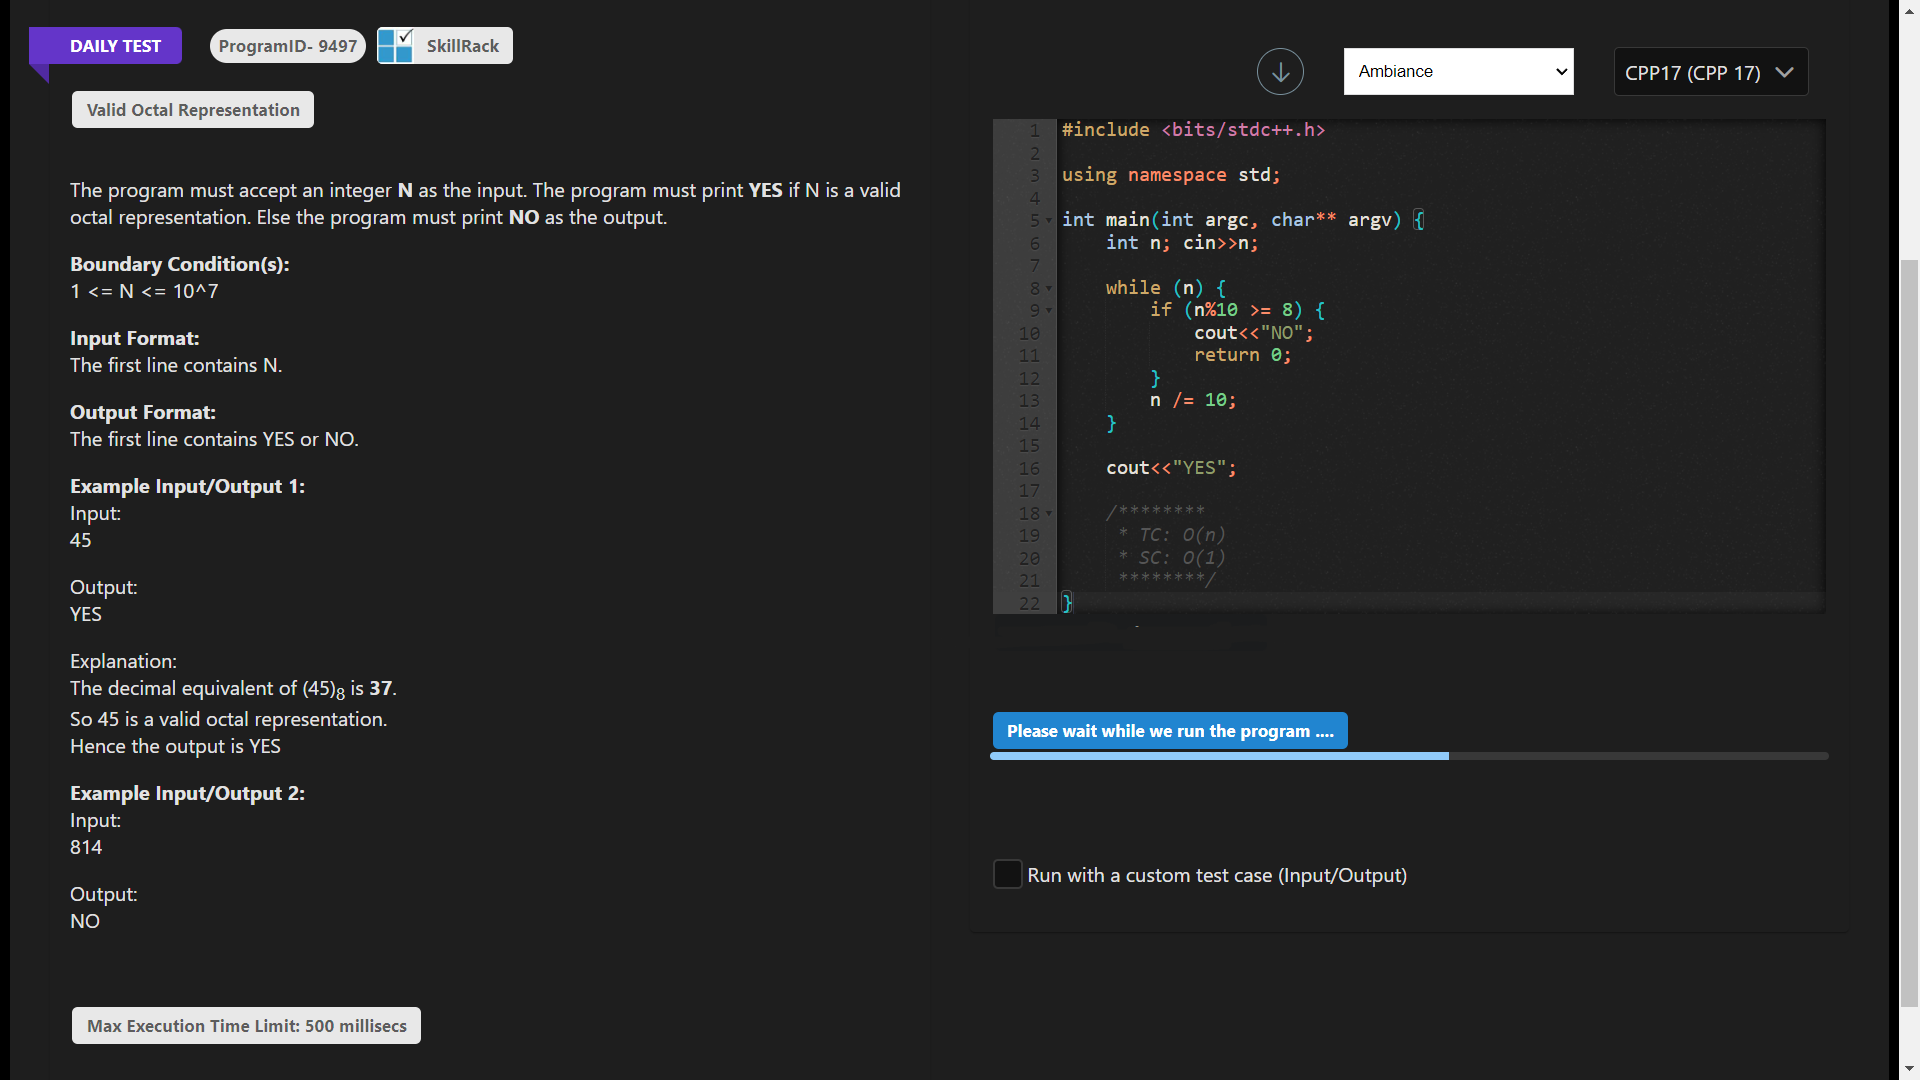 DAILY TEST
ProgramID- 9497
SkillRack
Valid Octal Representation
The program must accept an integer N as the input. The program must print YES if N is a valid
octal representation. Else the program must print NO as the output.
Boundary Condition(s):
1 <= N <= 10^7
Input Format:
The first line contains N.
Output Format:
The first line contains YES or NO.
Example Input/Output 1:
Input:
45
Output:
YES
Explanation:
The decimal equivalent of (45)8 is 37.
So 45 is a valid octal representation.
Hence the output is YES
Example Input/Output 2:
Input:
814
Output:
NO
Max Execution Time Limit: 500 millisecs
Ambiance
CPP17 (CPP 17)
1 #include <bits/stdc++.h>
2
3 using namespace std;
4
5 int main(int argc, char** argv) {
6     int n; cin>>n;
7
8     while (n) {
9         if (n%10 >= 8) {
10             cout<<"NO";
11             return 0;
12         }
13         n /= 10;
14     }
15
16     cout<<"YES";
17
18     /********
19      * TC: O(n)
20      * SC: O(1)
21      ********/
22 }
Please wait while we run the program ....
Run with a custom test case (Input/Output)